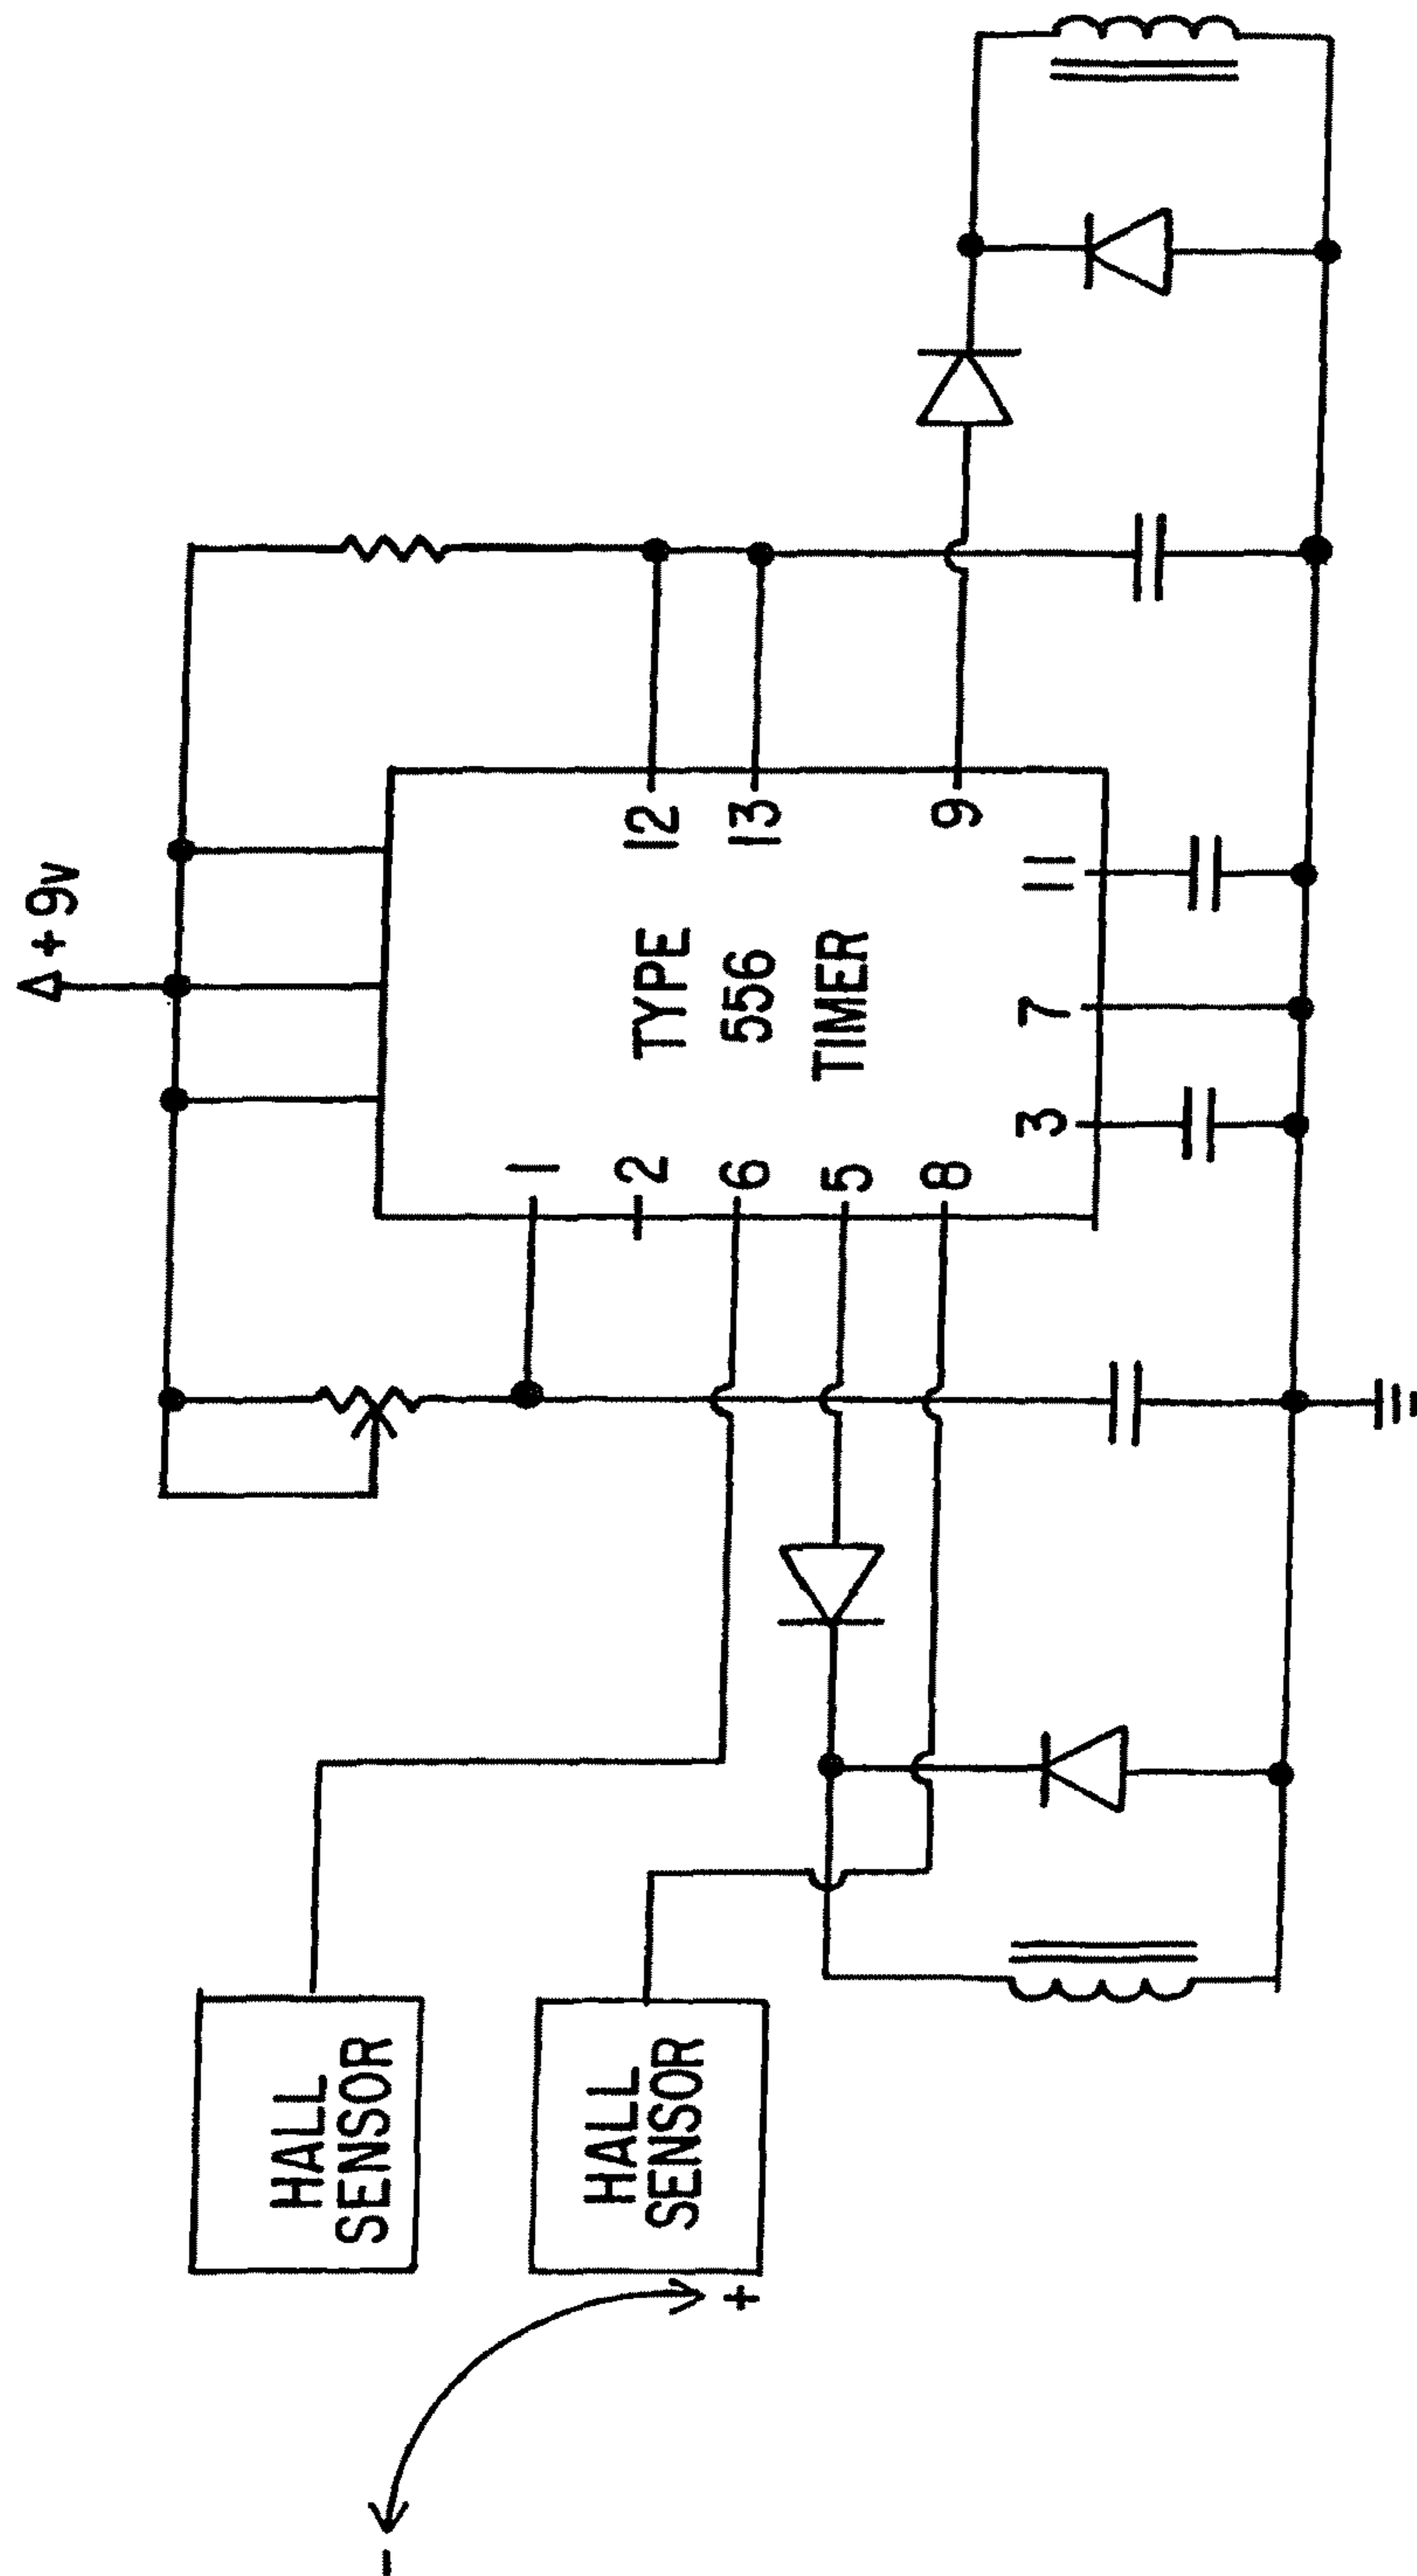 +9v
TYPE
556
TIMER
1
2
6
5
8
12
13
9
3
7
11
HALL
SENSOR
HALL
SENSOR
+
-